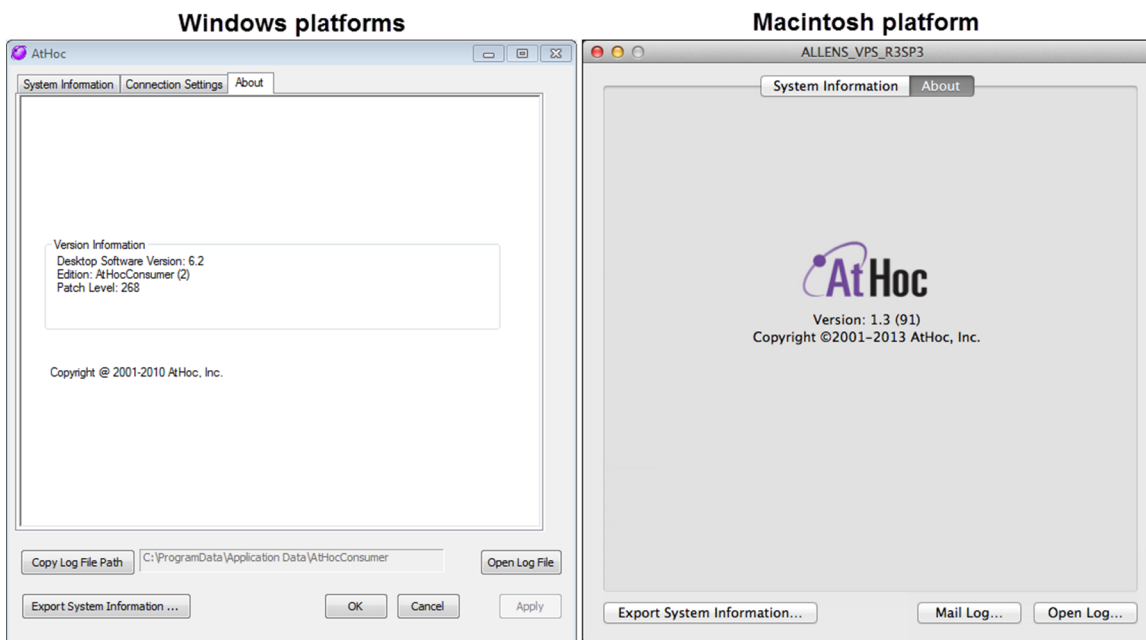 Windows platforms
AtHoc
System Information
Connection Settings
About
Version Information
Desktop Software Version: 6.2
Edition: AtHocConsumer (2)
Patch Level: 268
Copyright @ 2001-2010 AtHoc, Inc.
Copy Log File Path
C:\ProgramData\Application Data\AtHocConsumer
Open Log File
Export System Information ...
OK
Cancel
Apply
Macintosh platform
ALLENS_VPS_R3SP3
System Information
About
AtHoc
Version: 1.3 (91)
Copyright ©2001-2013 AtHoc, Inc.
Export System Information...
Mail Log...
Open Log...